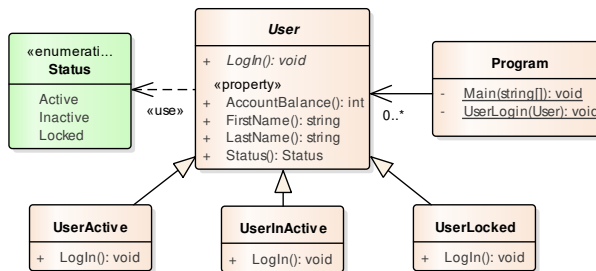 «enumerati...
Status
Active
Inactive
Locked
«use»
User
+ LogIn(): void
«property»
+ AccountBalance(): int
+ FirstName(): string
+ LastName(): string
+ Status(): Status
0..*
Program
- Main(string[]): void
- UserLogin(User): void
UserActive
+ LogIn(): void
UserInActive
+ LogIn(): void
UserLocked
+ LogIn(): void